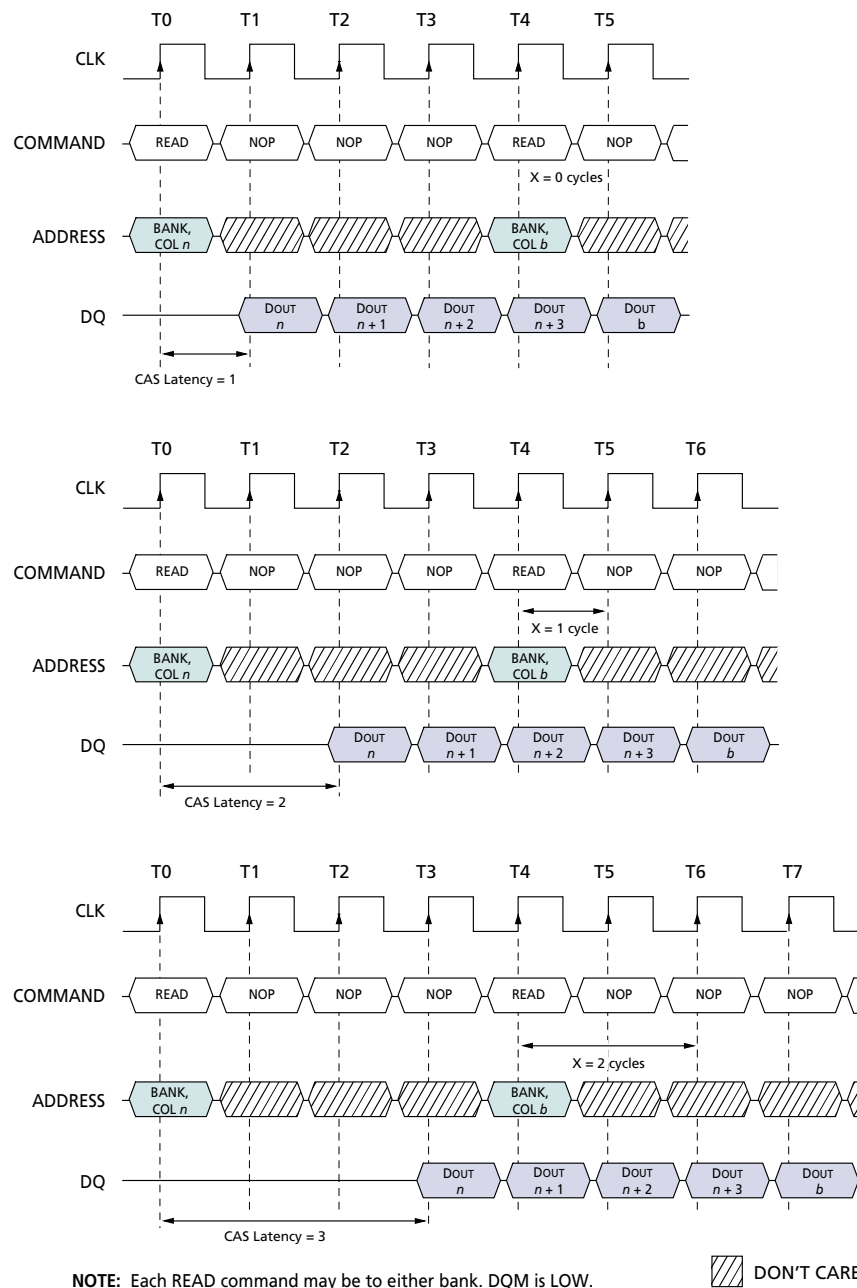 T0 T1 T2 T3 T4 T5
CLK
COMMAND READ NOP NOP NOP READ NOP
X = 0 cycles
ADDRESS BANK, COL n BANK, COL b
DQ DOUT n DOUT n + 1 DOUT n + 2 DOUT n + 3 DOUT b
CAS Latency = 1
T0 T1 T2 T3 T4 T5 T6
CLK
COMMAND READ NOP NOP NOP READ NOP NOP
X = 1 cycle
ADDRESS BANK, COL n BANK, COL b
DQ DOUT n DOUT n + 1 DOUT n + 2 DOUT n + 3 DOUT b
CAS Latency = 2
T0 T1 T2 T3 T4 T5 T6 T7
CLK
COMMAND READ NOP NOP NOP READ NOP NOP NOP
X = 2 cycles
ADDRESS BANK, COL n BANK, COL b
DQ DOUT n DOUT n + 1 DOUT n + 2 DOUT n + 3 DOUT b
CAS Latency = 3
NOTE: Each READ command may be to either bank. DQM is LOW.
DON'T CARE